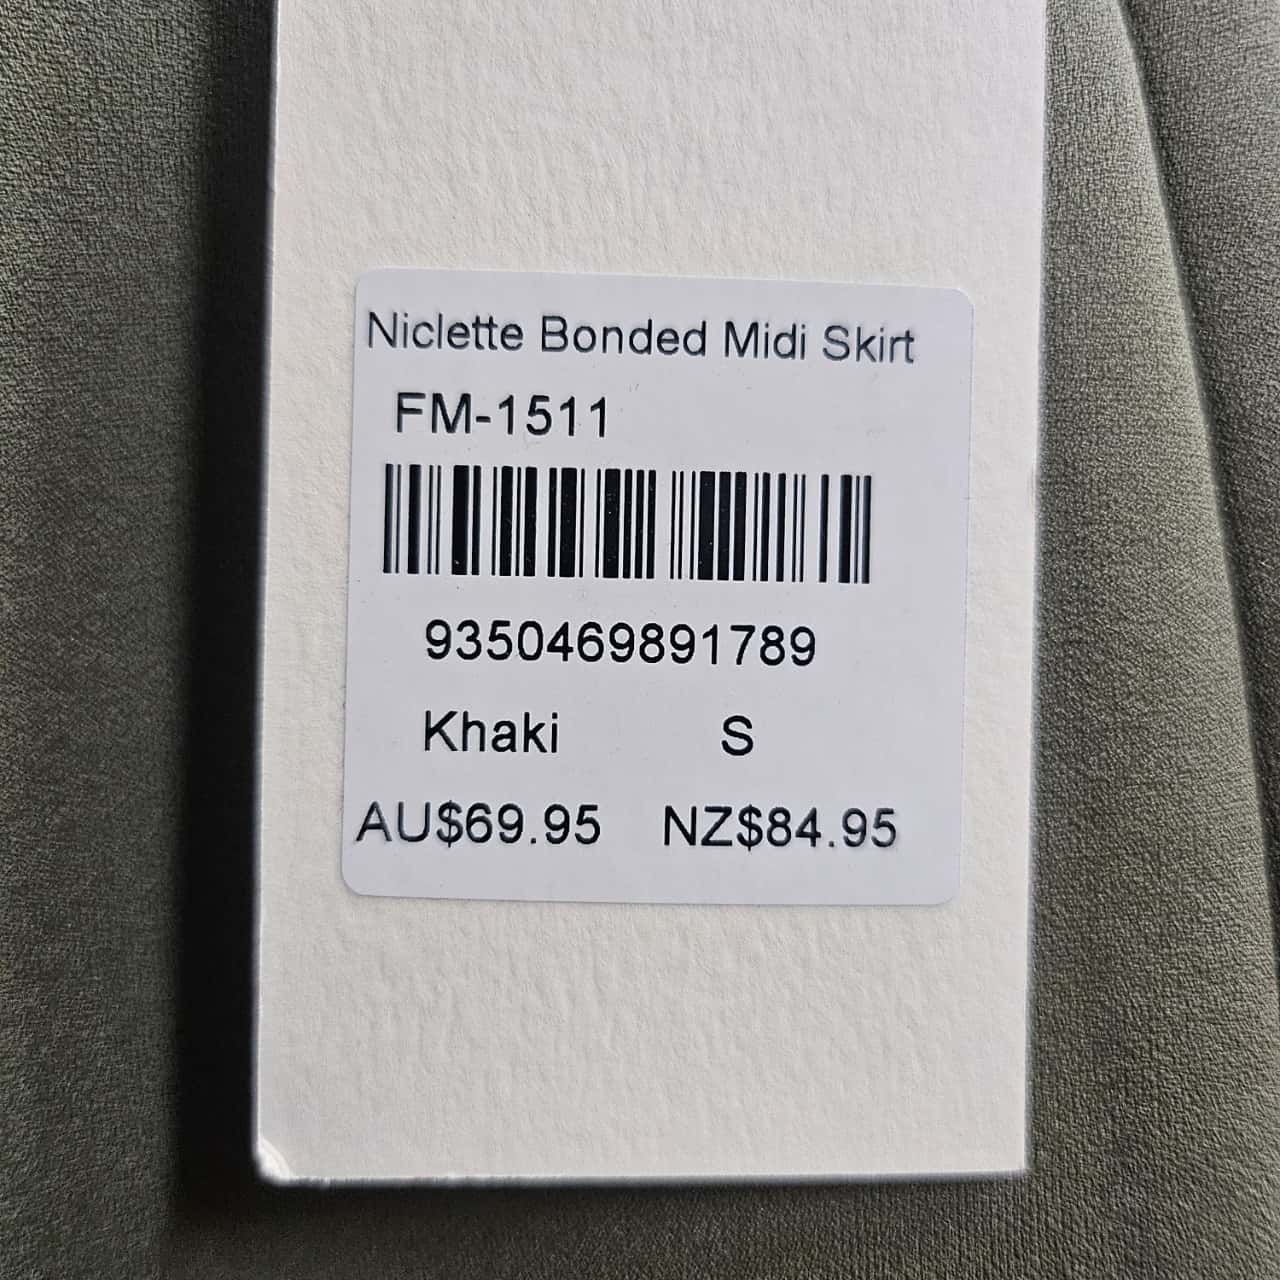 Niclette Bonded Midi Skirt
FM-1511
9350469891789
Khaki S
AU$69.95 NZ$84.95